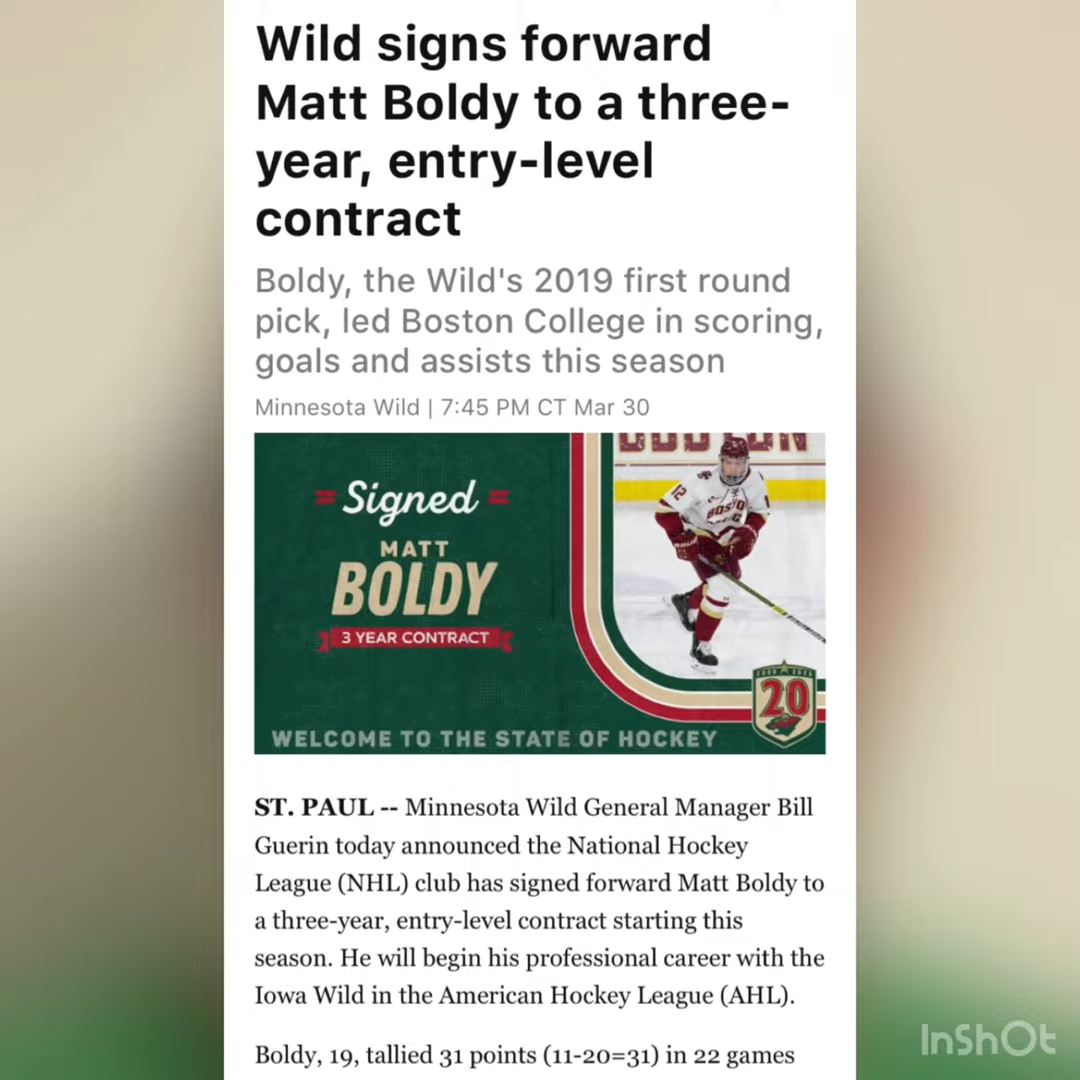 Wild signs forward
Matt Boldy to a three-
year, entry-level
contract
Boldy, the Wild's 2019 first round
pick, led Boston College in scoring,
goals and assists this season
Minnesota Wild | 7:45 PM CT Mar 30
Signed
MATT
BOLDY
3 YEAR CONTRACT
WELCOME TO THE STATE OF HOCKEY
BOSTON
12
20
ST. PAUL -- Minnesota Wild General Manager Bill
Guerin today announced the National Hockey
League (NHL) club has signed forward Matt Boldy to
a three-year, entry-level contract starting this
season. He will begin his professional career with the
Iowa Wild in the American Hockey League (AHL).
Boldy, 19, tallied 31 points (11-20=31) in 22 games
InShOt